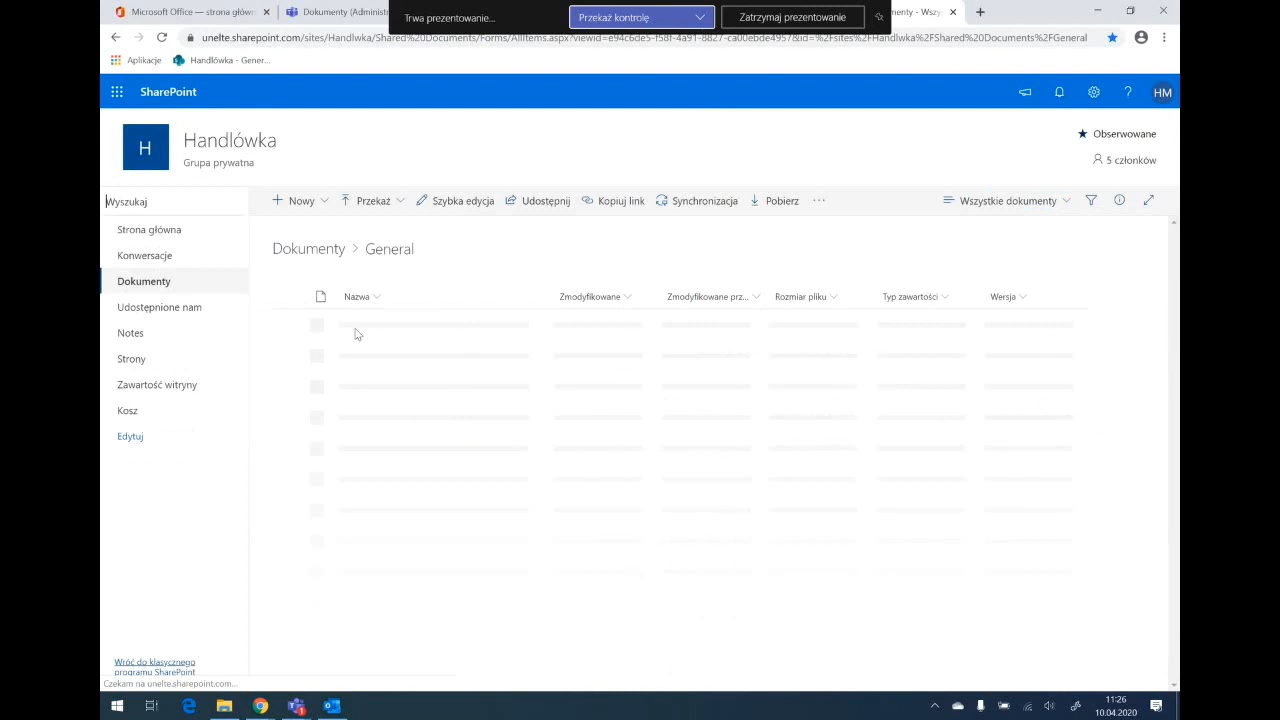 Microsoft Office — strona główn
Dokumenty (Administr
Trwa prezentowanie...
Przekaż kontrolę
Zatrzymaj prezentowanie
menty - Wszy
unelte.sharepoint.com/sites/Handlwka/Shared%20Documents/Forms/AllItems.aspx?viewid=e94c6de5-f58f-4a91-8827-ca00ebde4957&id=%2Fsites%2FHandlwka%2FShared%20Documents%2FGeneral
Aplikacje
Handlówka - Gener...
SharePoint
? HM
H
Handlówka
Grupa prywatna
Obserwowane
5 członków
Wyszukaj
Nowy
Przekaż
Szybka edycja
Udostępnij
Kopiuj link
Synchronizacja
Pobierz
...
Wszystkie dokumenty
Strona główna
Konwersacje
Dokumenty
Udostępnione nam
Notes
Strony
Zawartość witryny
Kosz
Edytuj
Dokumenty > General
Nazwa
Zmodyfikowane
Zmodyfikowane prz...
Rozmiar pliku
Typ zawartości
Wersja
Wróć do klasycznego
programu SharePoint
Czekam na unelte.sharepoint.com...
11:26
10.04.2020